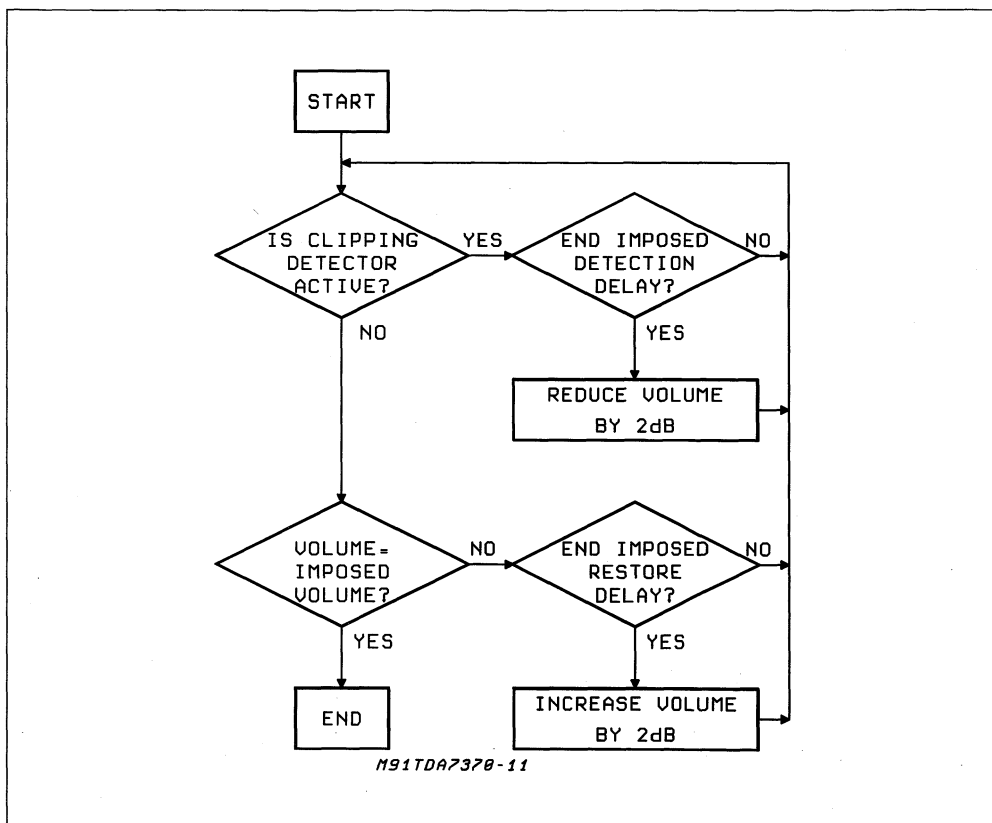 START
IS CLIPPING
DETECTOR
ACTIVE?
YES
END IMPOSED
DETECTION
DELAY?
NO
NO
YES
REDUCE VOLUME
BY 2dB
VOLUME=
IMPOSED
VOLUME?
NO
END IMPOSED
RESTORE
DELAY?
NO
YES
YES
END
INCREASE VOLUME
BY 2dB
M91TDA7370-11